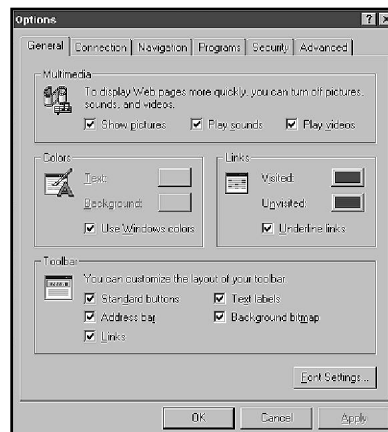 Options
General Connection Navigation Programs Security Advanced
Multimedia
To display Web pages more quickly, you can turn off pictures,
sounds, and videos.
Show pictures Play sounds Play videos
Colors
Text:
Background:
Use Windows colors
Links
Visited:
Unvisited:
Underline links
Toolbar
You can customize the layout of your toolbar
Standard buttons Text labels
Address bar Background bitmap
Links
Font Settings...
OK Cancel Apply